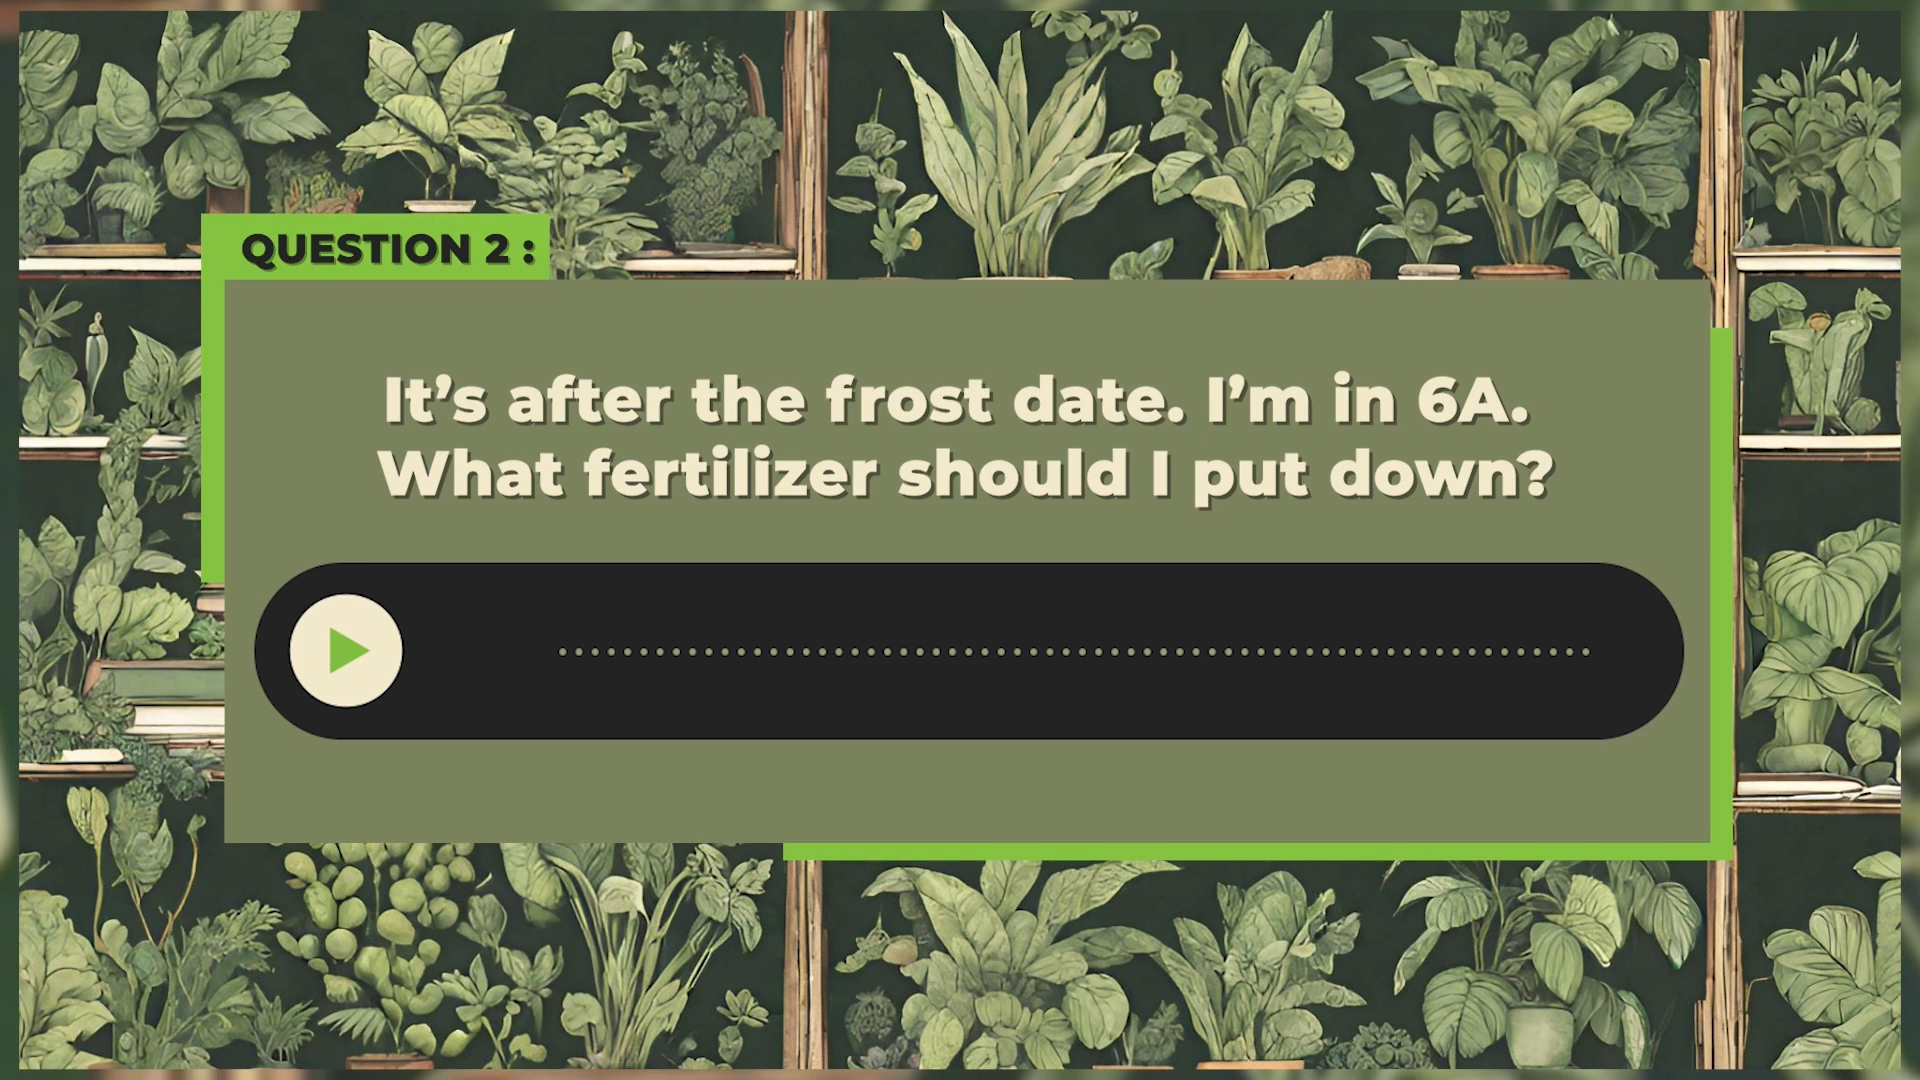 QUESTION 2 :
It’s after the frost date. I’m in 6A.
What fertilizer should I put down?